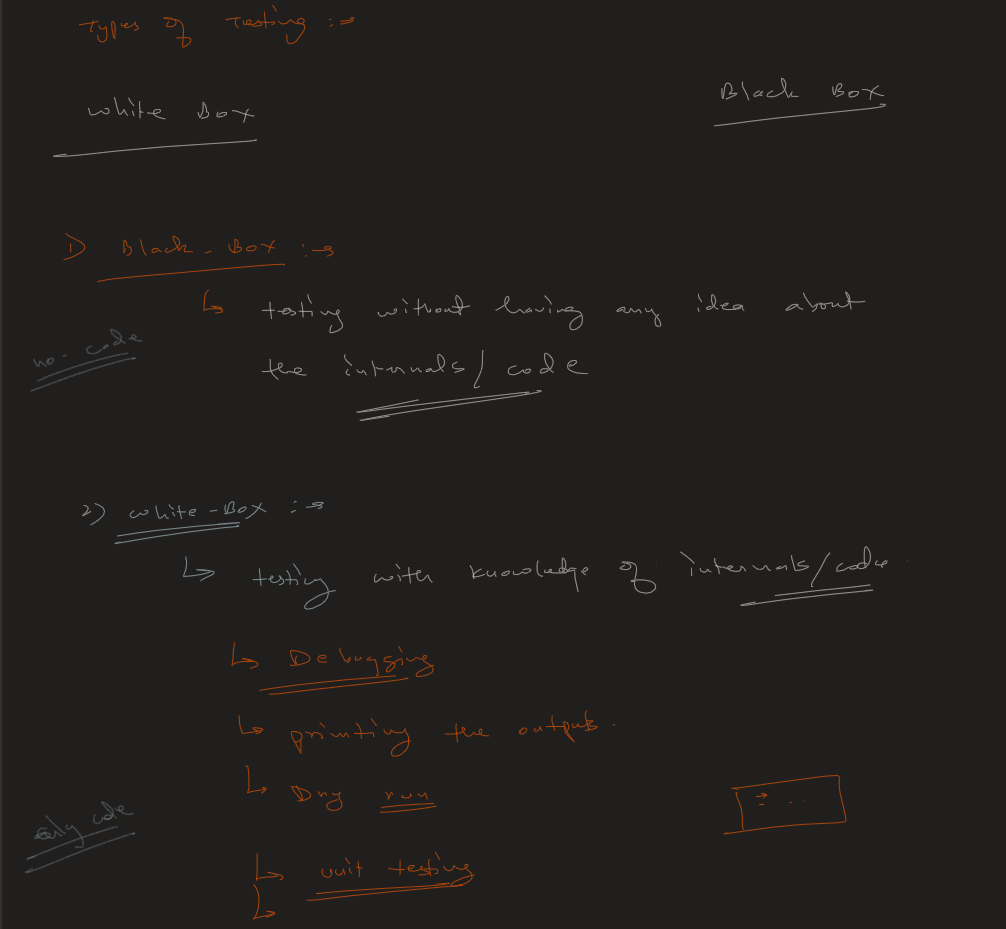 Types of Testing :→
White Box
Black Box
1) Black-Box :→
↳ testing without having any idea about
the internals/code
no-code
2) White-Box :→
↳ testing with knowledge of internals/code.
↳ Debugging
↳ printing the outputs.
↳ Dry run
only code
↳ unit testing
↳